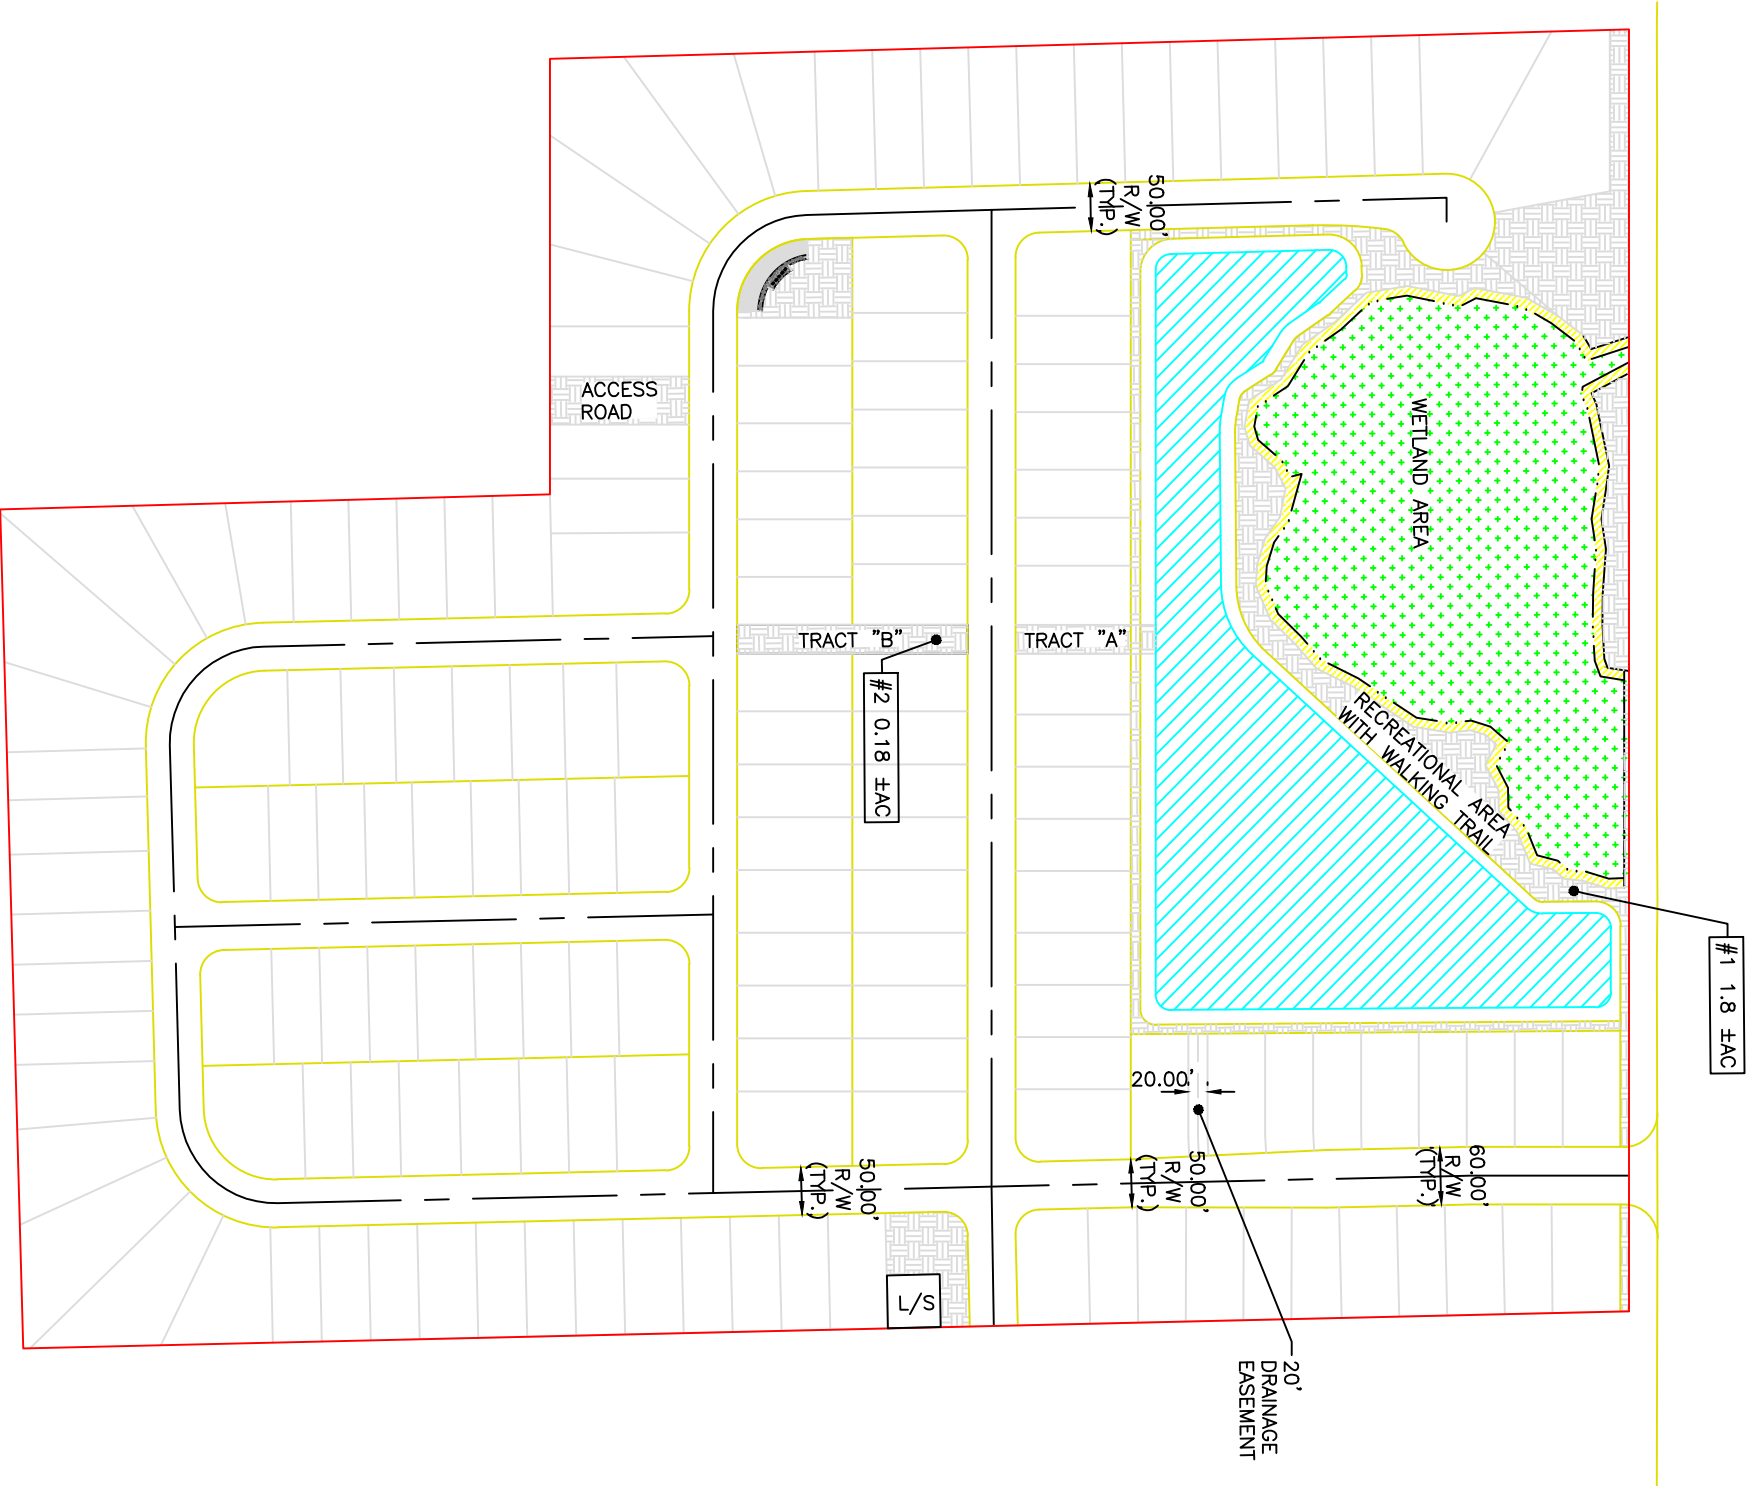 50.00'
R/W
(TYP.)
ACCESS
ROAD
WETLAND AREA
TRACT "B"
TRACT "A"
#2 0.18 ±AC
RECREATIONAL AREA
WITH WALKING TRAIL
#1 1.8 ±AC
20.00'
50.00'
R/W
(TYP.)
50.00'
R/W
(TYP.)
60.00'
R/W
(TYP.)
L/S
20'
DRAINAGE
EASEMENT